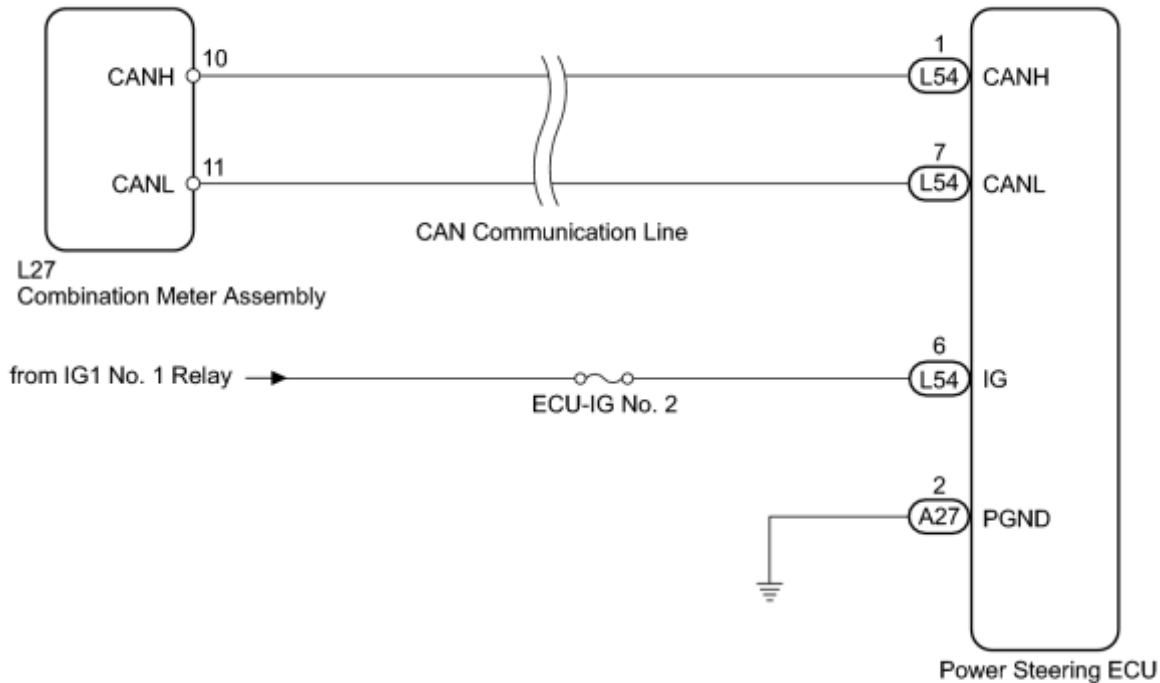 10
1
CANH
L54
CANH
11
7
CANL
L54
CANL
CAN Communication Line
L27
Combination Meter Assembly
6
from IG1 No. 1 Relay
L54
IG
ECU-IG No. 2
2
A27
PGND
Power Steering ECU